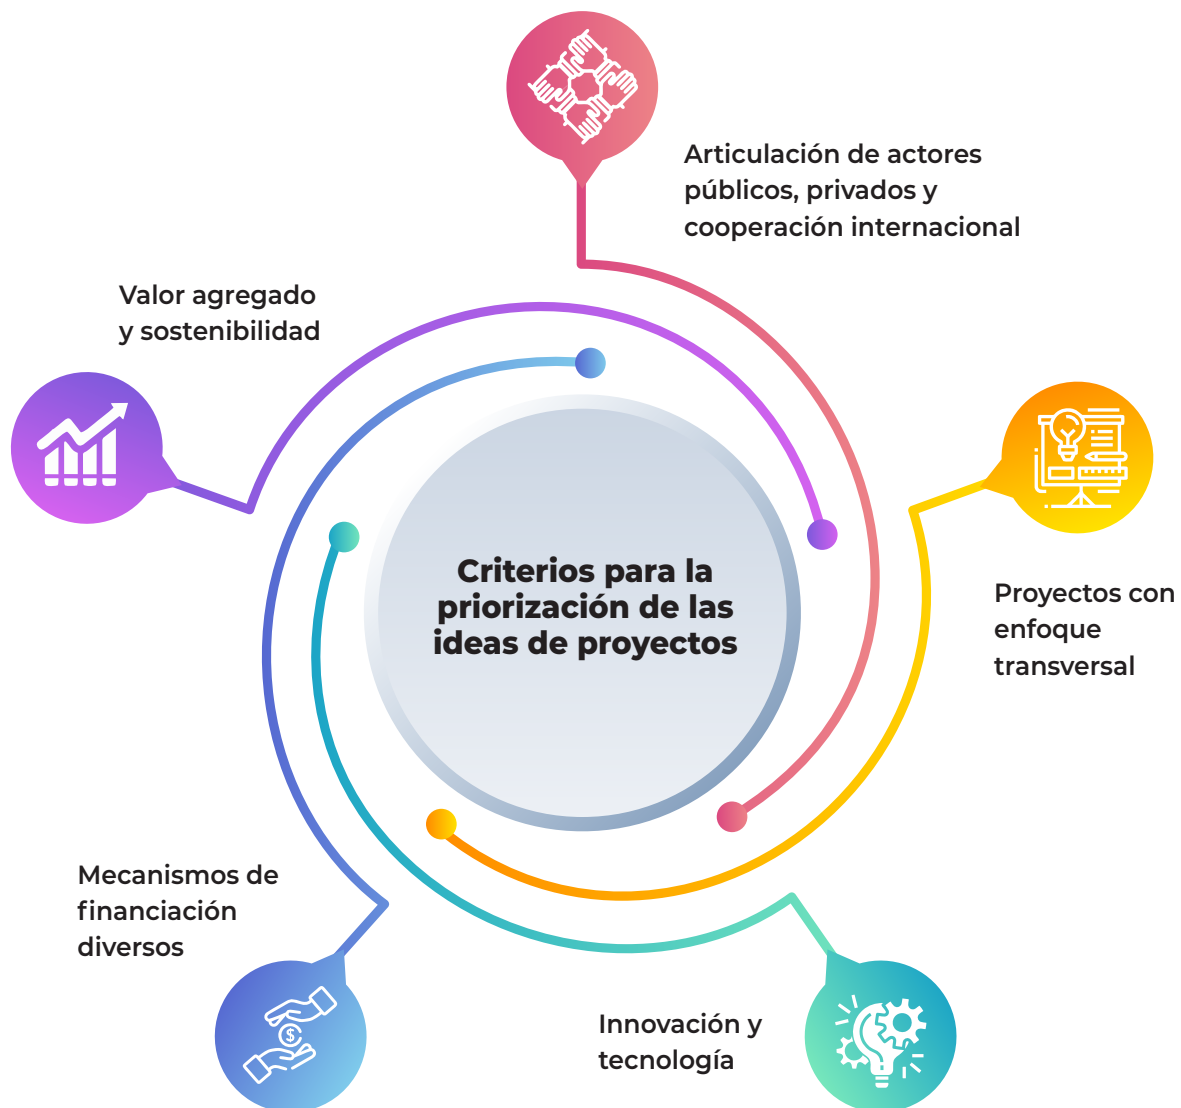 Articulación de actores
públicos, privados y
cooperación internacional
Valor agregado
y sostenibilidad
Criterios para la
priorización de las
ideas de proyectos
Proyectos con
enfoque
transversal
Mecanismos de
financiación
diversos
Innovación y
tecnología
$